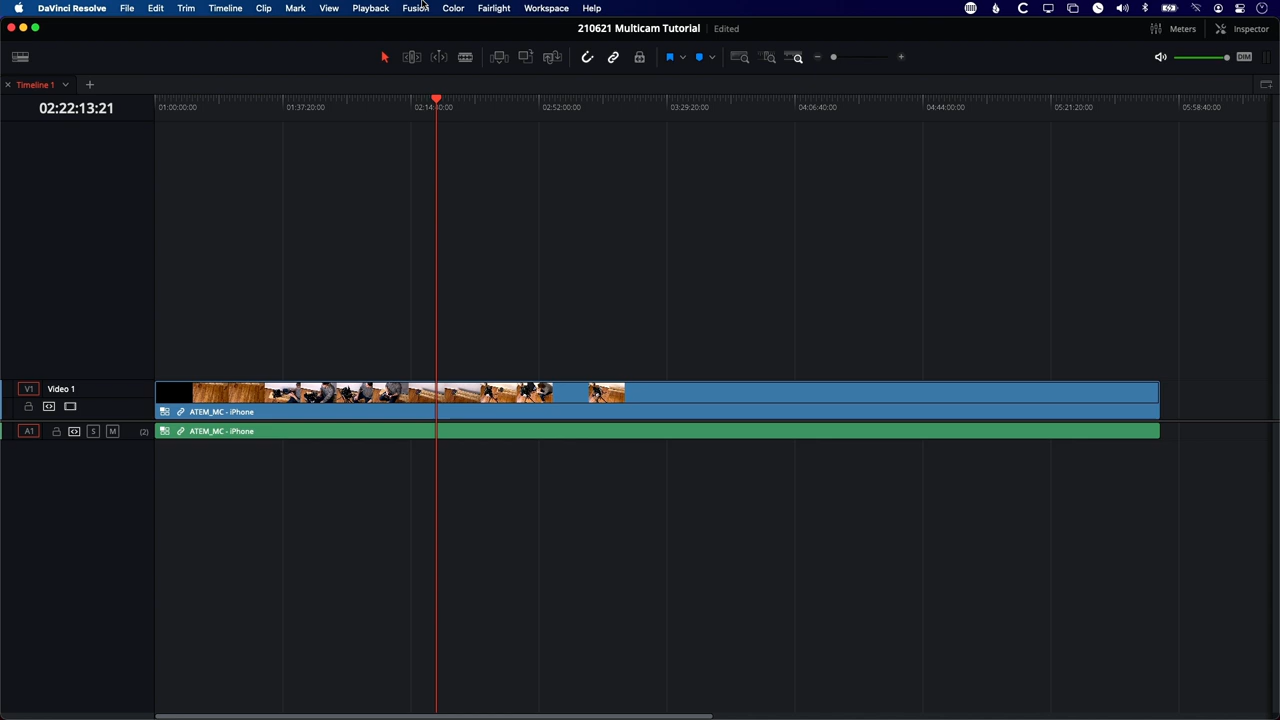 DaVinci Resolve File Edit Trim Timeline Clip Mark View Playback Fusion Color Fairlight Workspace Help
210621 Multicam Tutorial Edited
Meters Inspector
DIM
Timeline 1
02:22:13:21
01:00:00:00 01:37:20:00 02:14:40:00 02:52:00:00 03:29:20:00 04:06:40:00 04:44:00:00 05:21:20:00 05:58:40:00
V1 Video 1
ATEM_MC - iPhone
A1 S M (2) ATEM_MC - iPhone